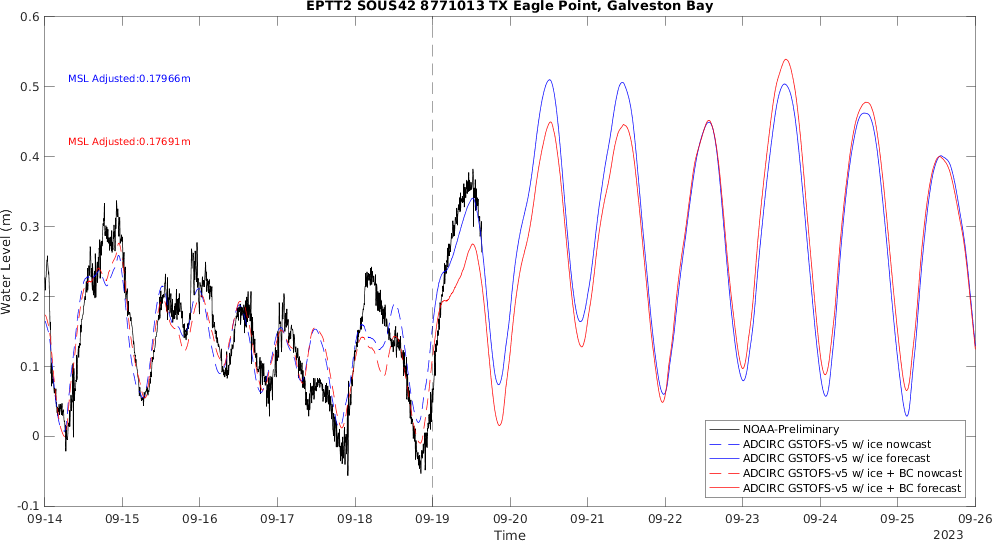 EPTT2 SOUS42 8771013 TX Eagle Point, Galveston Bay
0.6
0.5
0.4
0.3
0.2
0.1
0
-0.1
Water Level (m)
MSL Adjusted:0.17966m
MSL Adjusted:0.17691m
NOAA-Preliminary
ADCIRC GSTOFS-v5 w/ ice nowcast
ADCIRC GSTOFS-v5 w/ ice forecast
ADCIRC GSTOFS-v5 w/ ice + BC nowcast
ADCIRC GSTOFS-v5 w/ ice + BC forecast
09-14 09-15 09-16 09-17 09-18 09-19 09-20 09-21 09-22 09-23 09-24 09-25 09-26
Time
2023